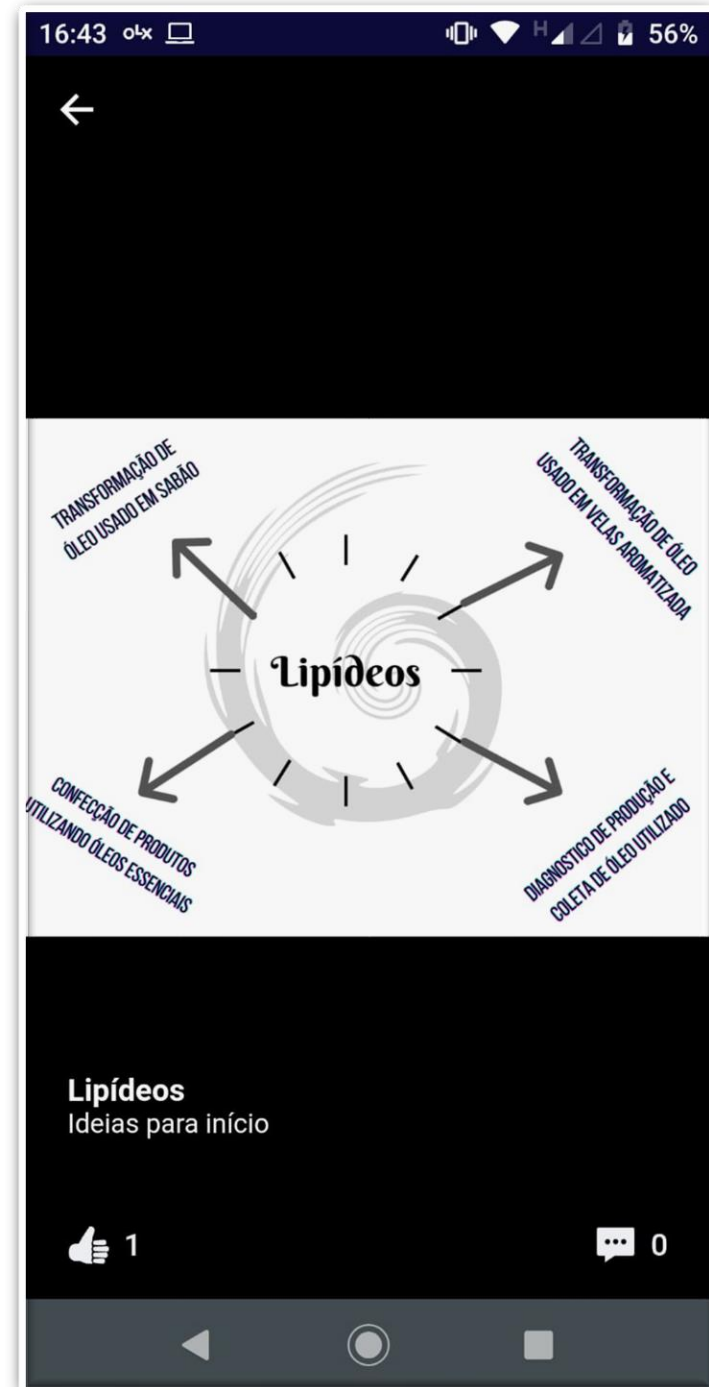 16:43 OLX
H 56%
TRANSFORMAÇÃO DE
ÓLEO USADO EM SABÃO
TRANSFORMAÇÃO DE ÓLEO
USADO EM VELAS AROMATIZADA
Lipídeos
CONFECÇÃO DE PRODUTOS
UTILIZANDO ÓLEOS ESSENCIAIS
DIAGNOSTICO DE PRODUÇÃO E
COLETA DE ÓLEO UTILIZADO
Lipídeos
Ideias para início
1
0